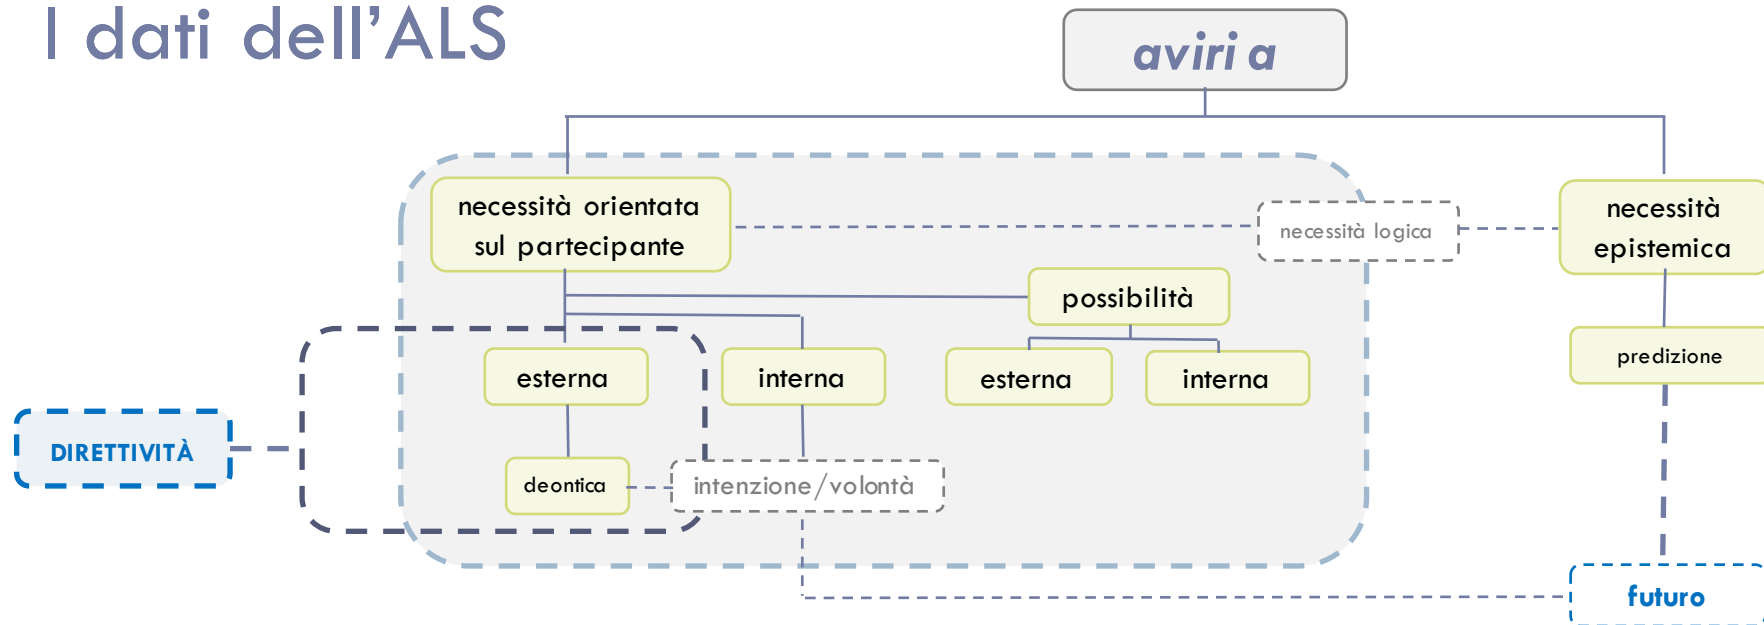 I dati dell'ALS
aviri a
necessità orientata
sul partecipante
necessità logica
necessità
epistemica
possibilità
predizione
esterna
interna
esterna
interna
DIRETTIVITÀ
deontica
intenzione/volontà
futuro